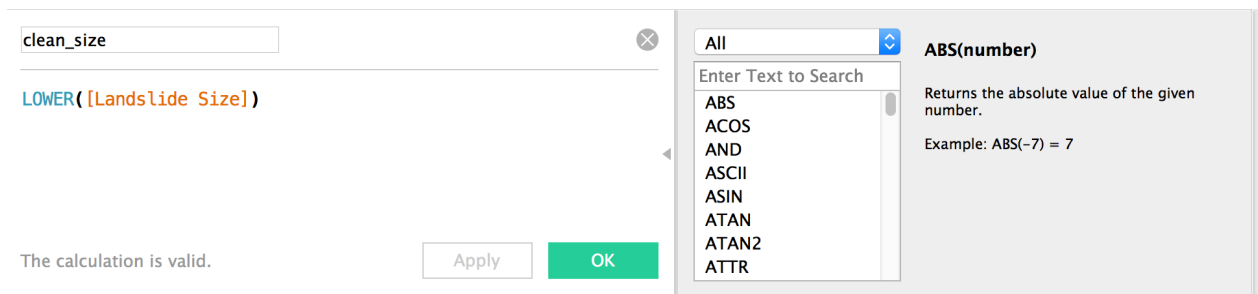 clean_size
LOWER([Landslide Size])
The calculation is valid.
Apply
OK
All
Enter Text to Search
ABS
ACOS
AND
ASCII
ASIN
ATAN
ATAN2
ATTR
ABS(number)
Returns the absolute value of the given
number.
Example: ABS(-7) = 7